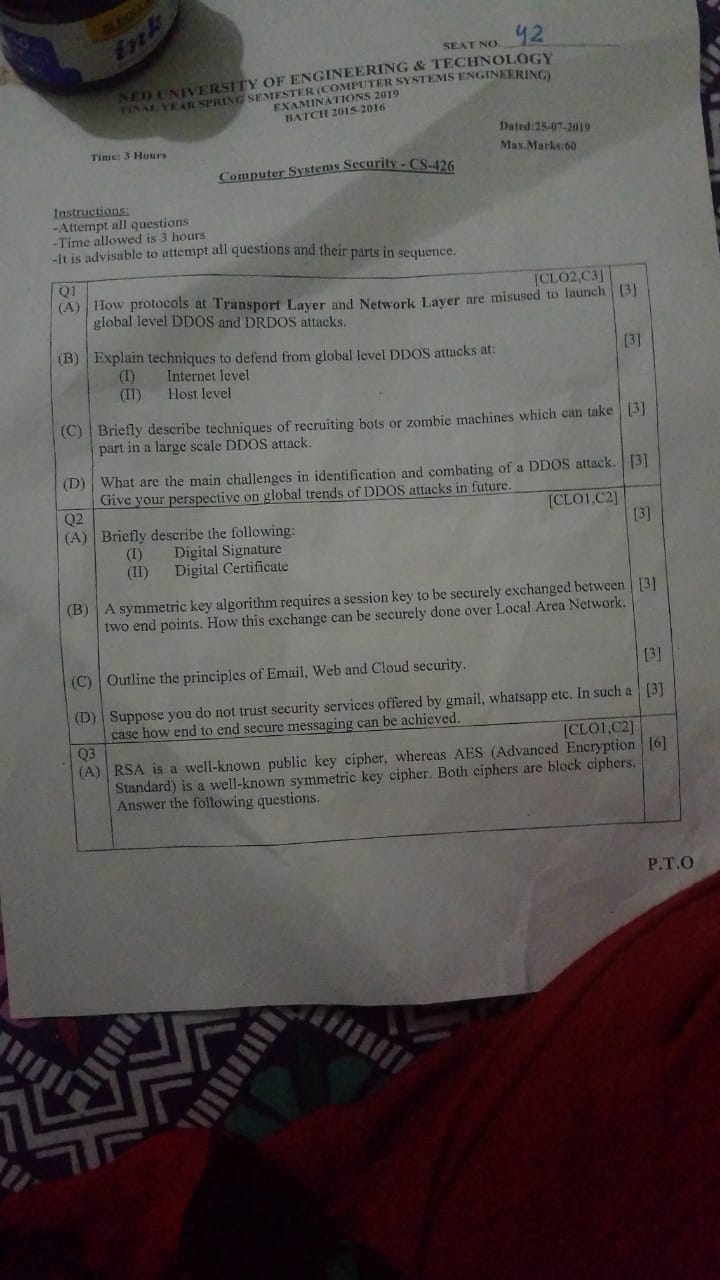 ink
SEAT NO. 42
NED UNIVERSITY OF ENGINEERING & TECHNOLOGY
FINAL YEAR SPRING SEMESTER (COMPUTER SYSTEMS ENGINEERING)
EXAMINATIONS 2019
BATCH 2015-2016
Dated:25-07-2019
Time: 3 Hours
Max.Marks:60
Computer Systems Security - CS-426
Instructions:
-Attempt all questions
-Time allowed is 3 hours
-It is advisable to attempt all questions and their parts in sequence.
Q1 [CLO2,C3]
(A) How protocols at Transport Layer and Network Layer are misused to launch [3]
global level DDOS and DRDOS attacks.
(B) Explain techniques to defend from global level DDOS attacks at: [3]
(I) Internet level
(II) Host level
(C) Briefly describe techniques of recruiting bots or zombie machines which can take [3]
part in a large scale DDOS attack.
(D) What are the main challenges in identification and combating of a DDOS attack. [3]
Give your perspective on global trends of DDOS attacks in future.
Q2 [CLO1,C2]
(A) Briefly describe the following: [3]
(I) Digital Signature
(II) Digital Certificate
(B) A symmetric key algorithm requires a session key to be securely exchanged between [3]
two end points. How this exchange can be securely done over Local Area Network.
(C) Outline the principles of Email, Web and Cloud security. [3]
(D) Suppose you do not trust security services offered by gmail, whatsapp etc. In such a [3]
case how end to end secure messaging can be achieved.
Q3 [CLO1,C2]
(A) RSA is a well-known public key cipher, whereas AES (Advanced Encryption [6]
Standard) is a well-known symmetric key cipher. Both ciphers are block ciphers.
Answer the following questions.
P.T.O